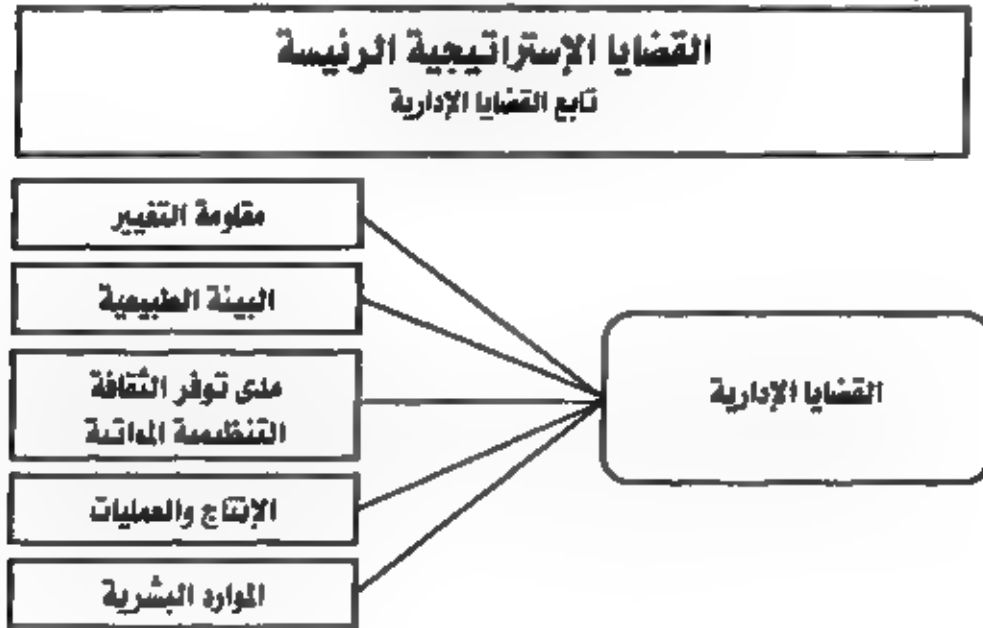 القضايا الإستراتيجية الرئيسة
تابع القضايا الإدارية
القضايا الإدارية
مقاومة التغيير
البيئة الطبيعية
مدى توفر الثقافة
التنظيمية المواتية
الإنتاج والعمليات
الموارد البشرية